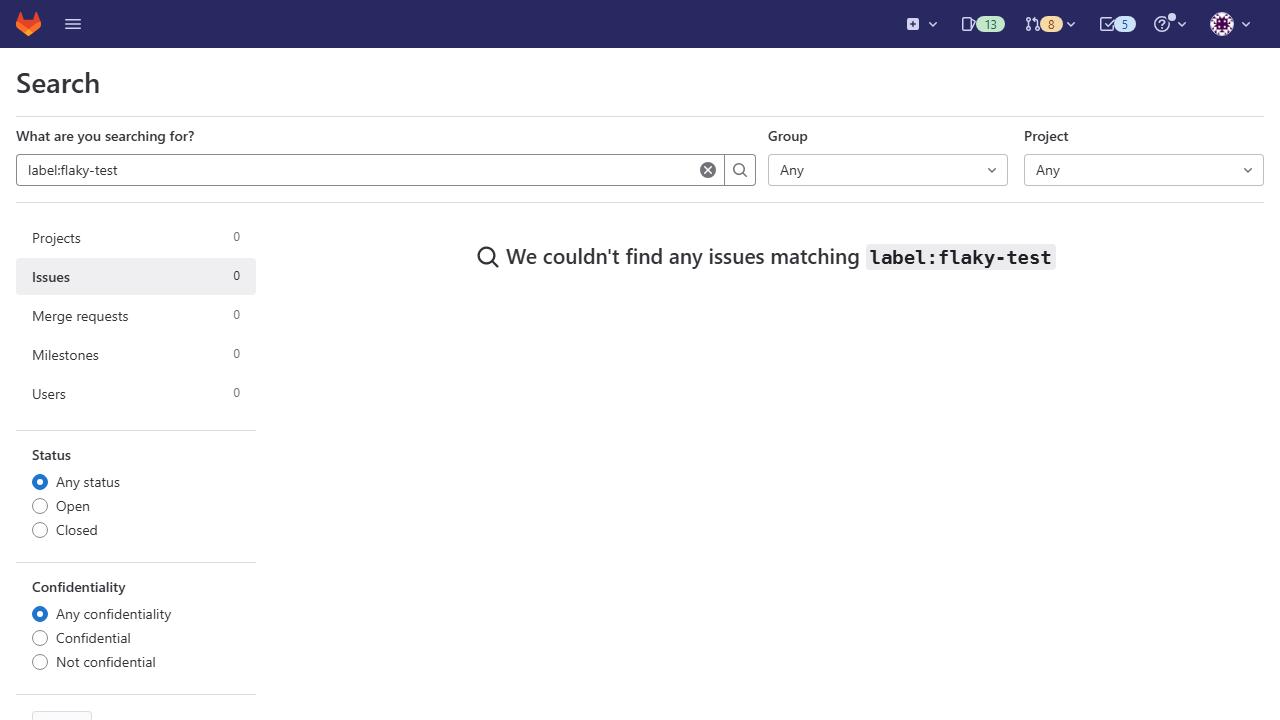 13
8
5
Search
What are you searching for?
Group
Project
label:flaky-test
Any
Any
Projects 0
Issues 0
Merge requests 0
Milestones 0
Users 0
We couldn't find any issues matching label:flaky-test
Status
Any status
Open
Closed
Confidentiality
Any confidentiality
Confidential
Not confidential